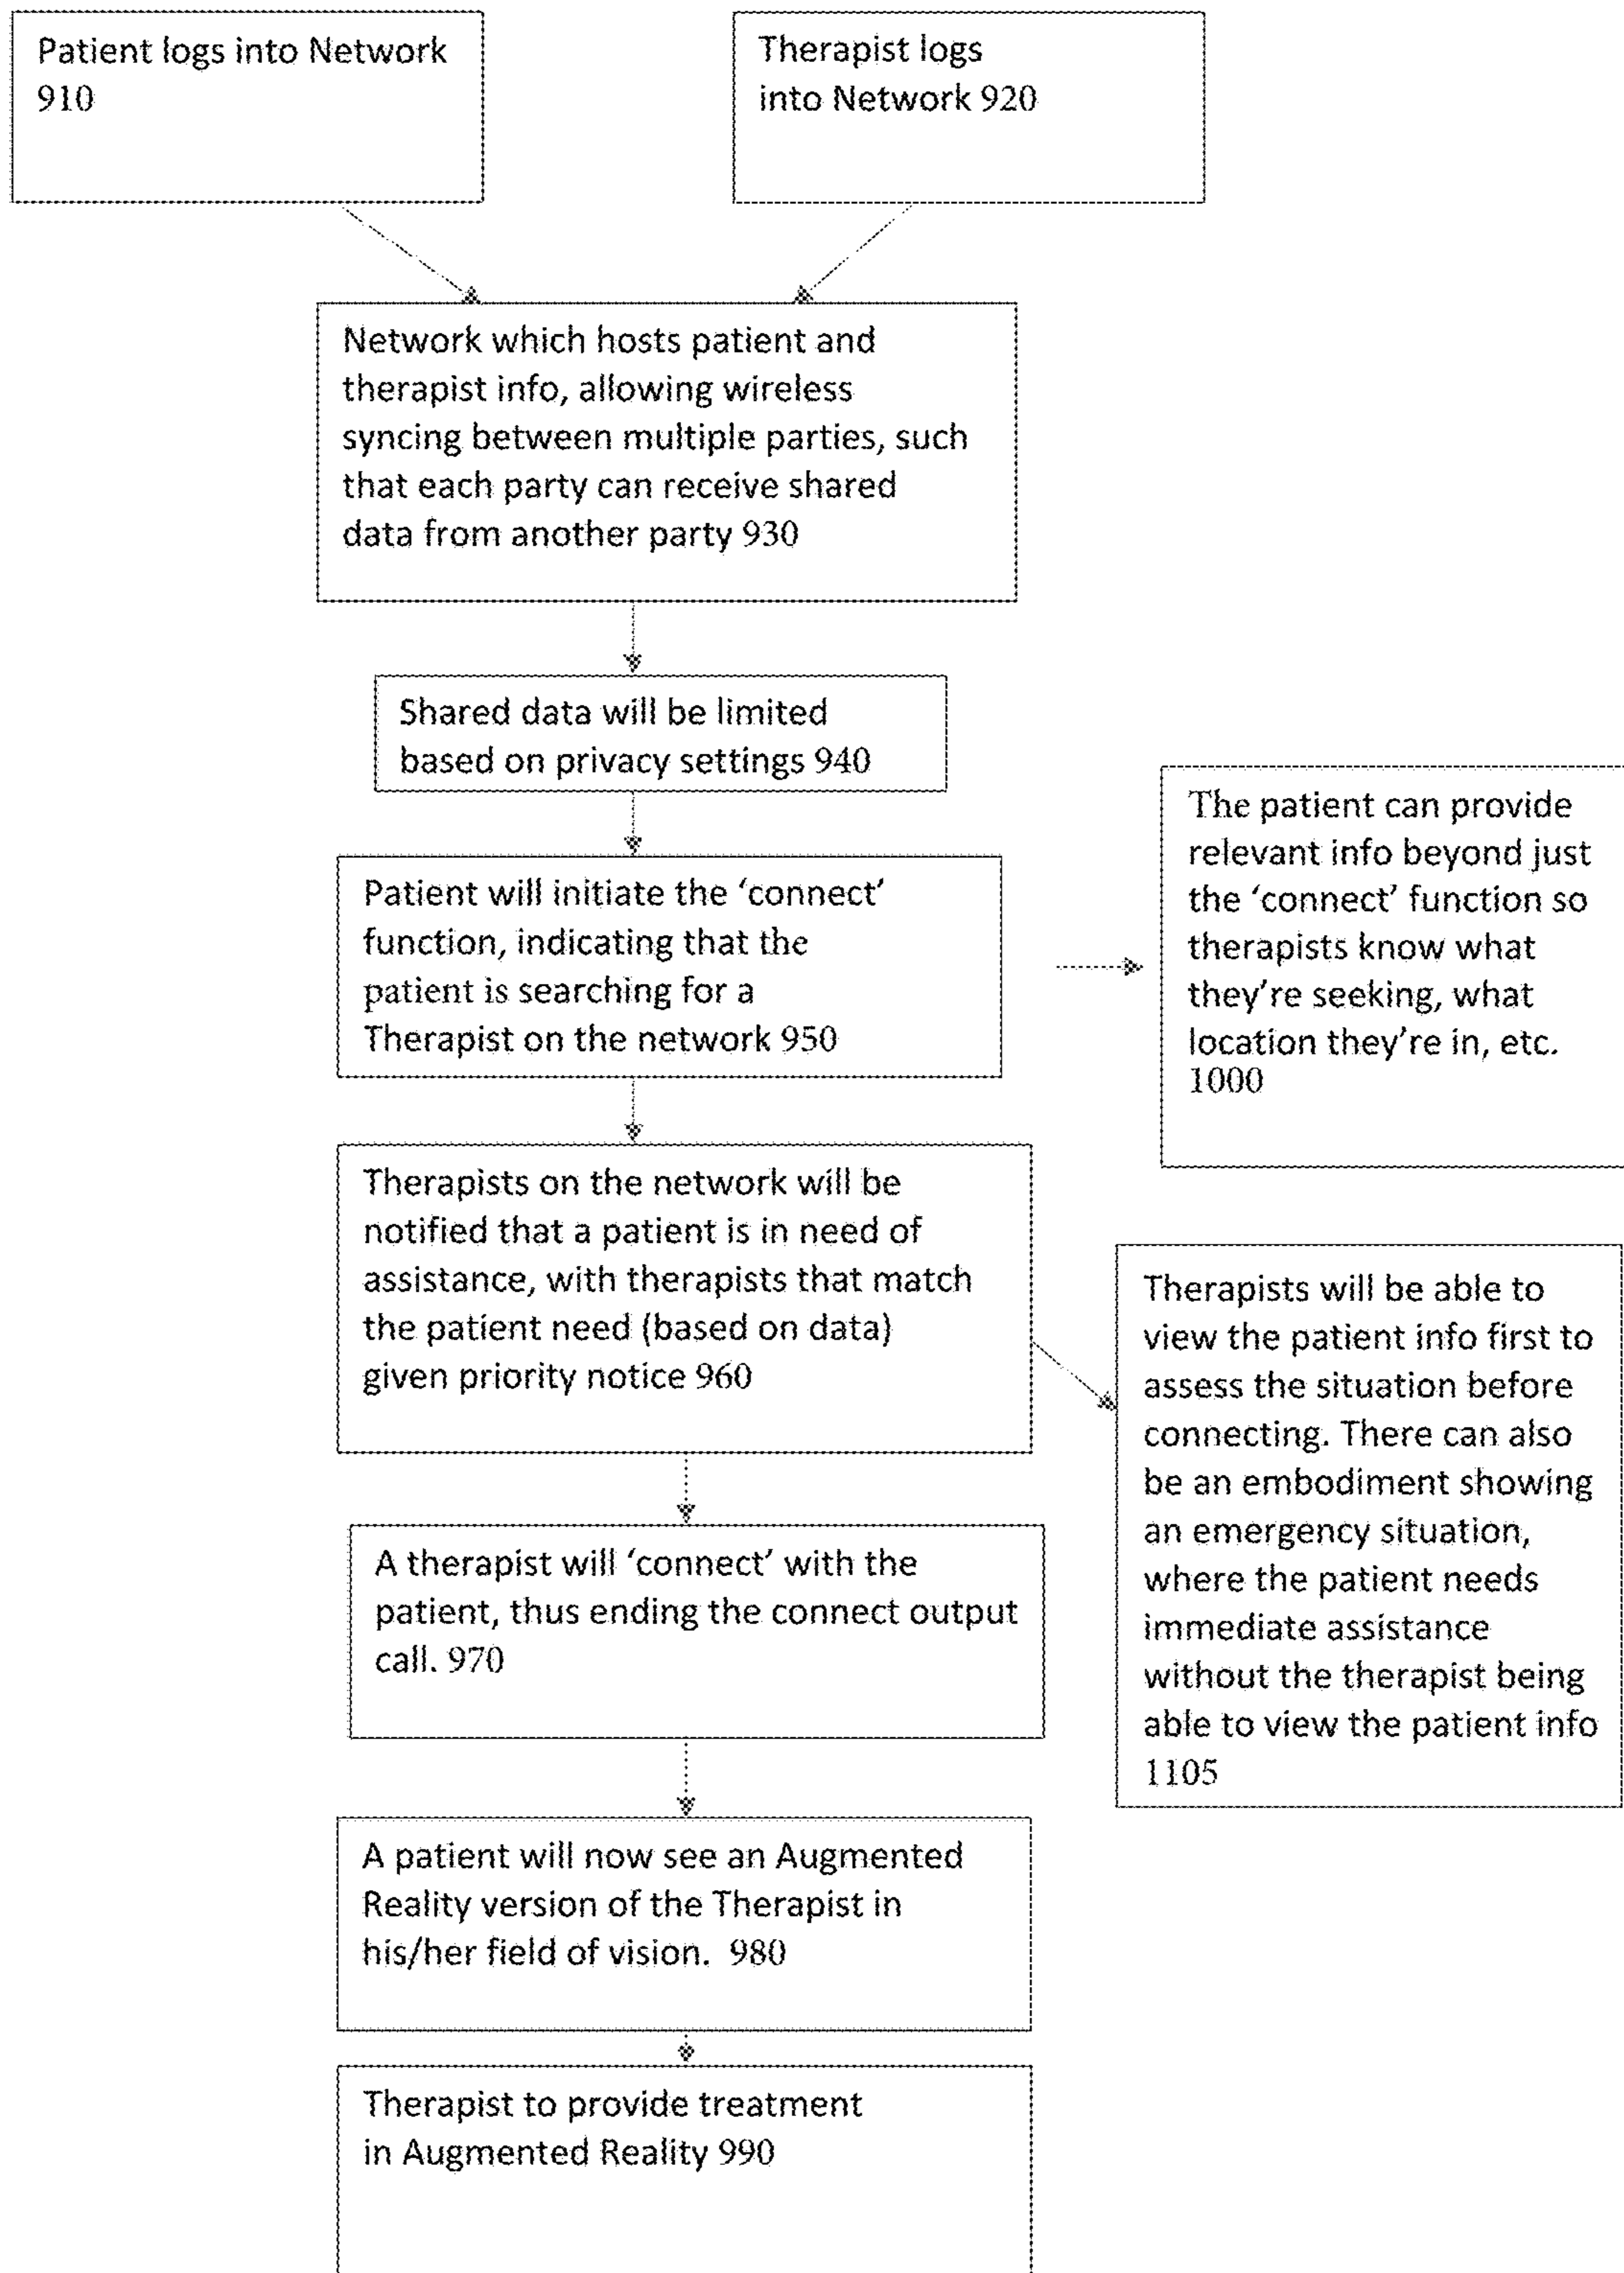 Patient logs into Network
910
Therapist logs
into Network 920
Network which hosts patient and
therapist info, allowing wireless
syncing between multiple parties, such
that each party can receive shared
data from another party 930
Shared data will be limited
based on privacy settings 940
Patient will initiate the ‘connect’
function, indicating that the
patient is searching for a
Therapist on the network 950
The patient can provide
relevant info beyond just
the ‘connect’ function so
therapists know what
they’re seeking, what
location they’re in, etc.
1000
Therapists on the network will be
notified that a patient is in need of
assistance, with therapists that match
the patient need (based on data)
given priority notice 960
Therapists will be able to
view the patient info first to
assess the situation before
connecting. There can also
be an embodiment showing
an emergency situation,
where the patient needs
immediate assistance
without the therapist being
able to view the patient info
1105
A therapist will ‘connect’ with the
patient, thus ending the connect output
call. 970
A patient will now see an Augmented
Reality version of the Therapist in
his/her field of vision. 980
Therapist to provide treatment
in Augmented Reality 990